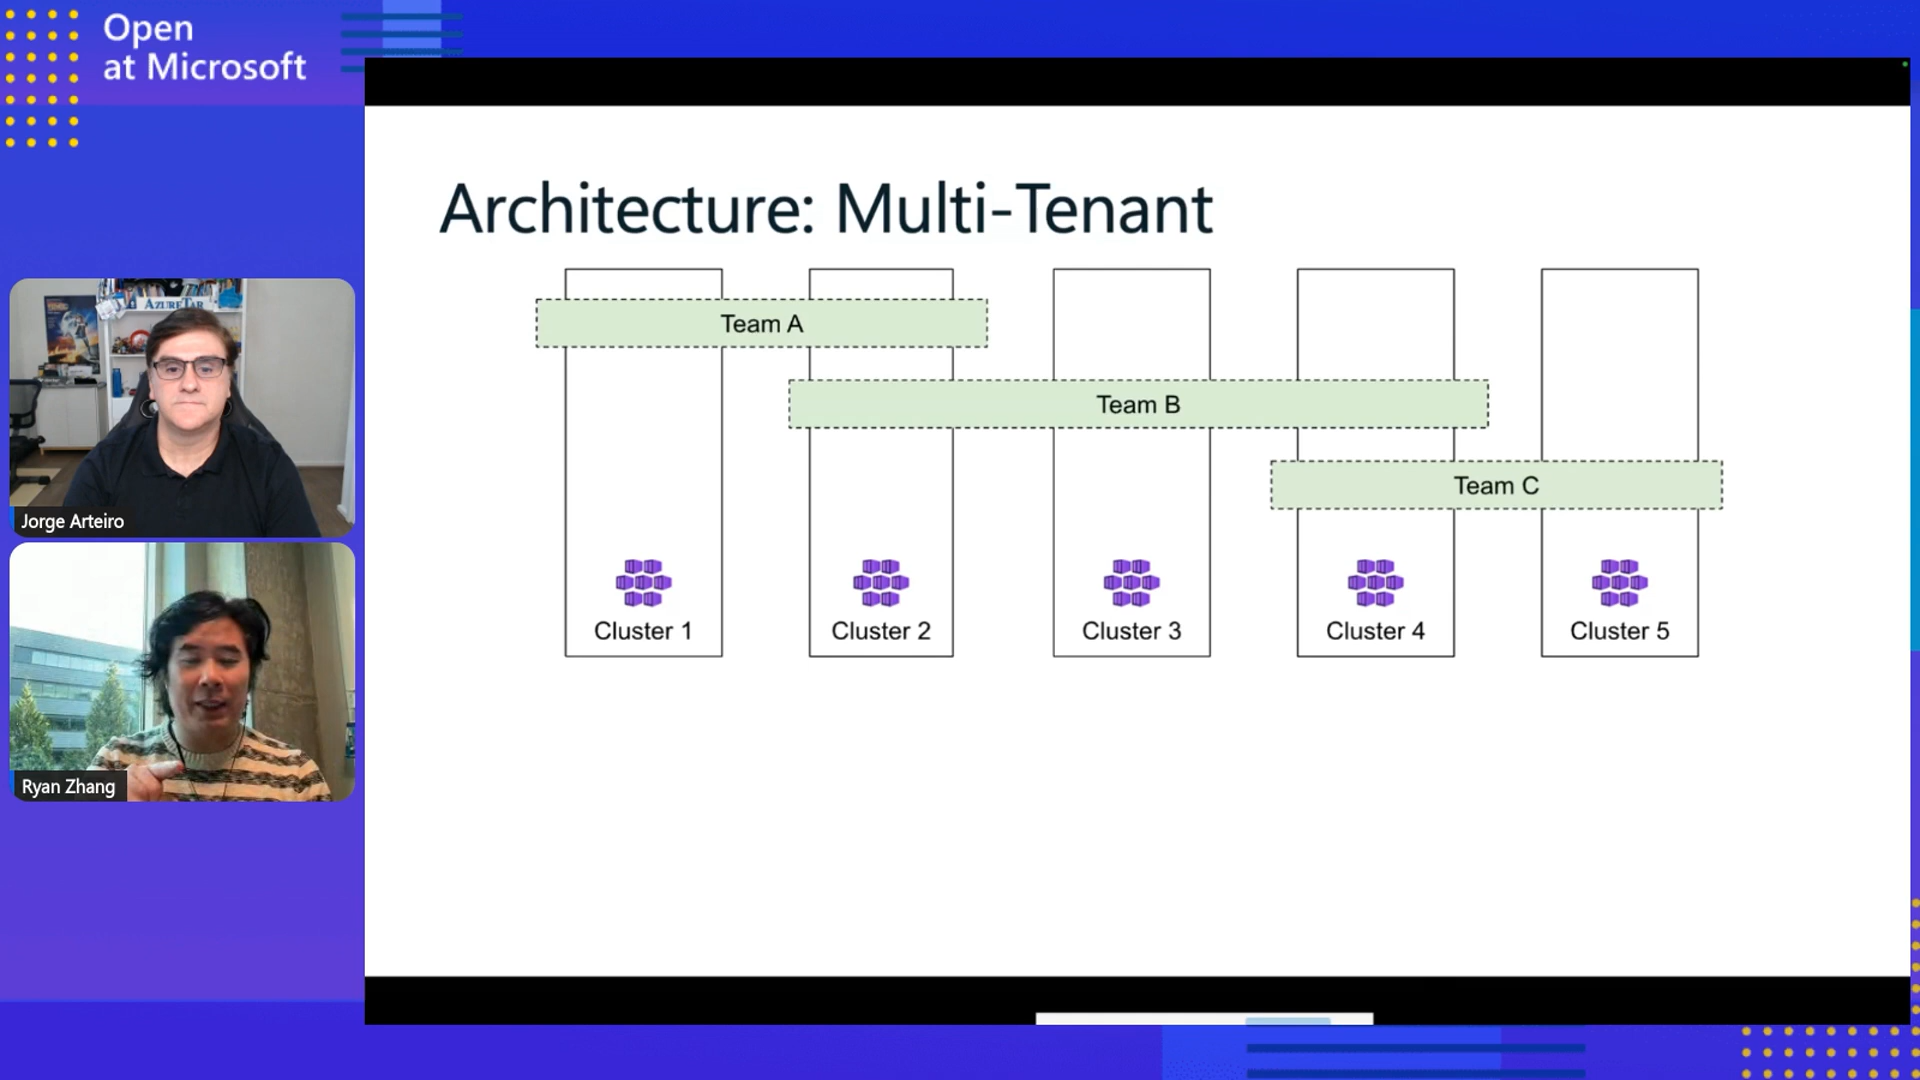 Open
at Microsoft
Architecture: Multi-Tenant
Team A
Team B
Team C
Cluster 1
Cluster 2
Cluster 3
Cluster 4
Cluster 5
AZURETAR
Jorge Arteiro
Ryan Zhang